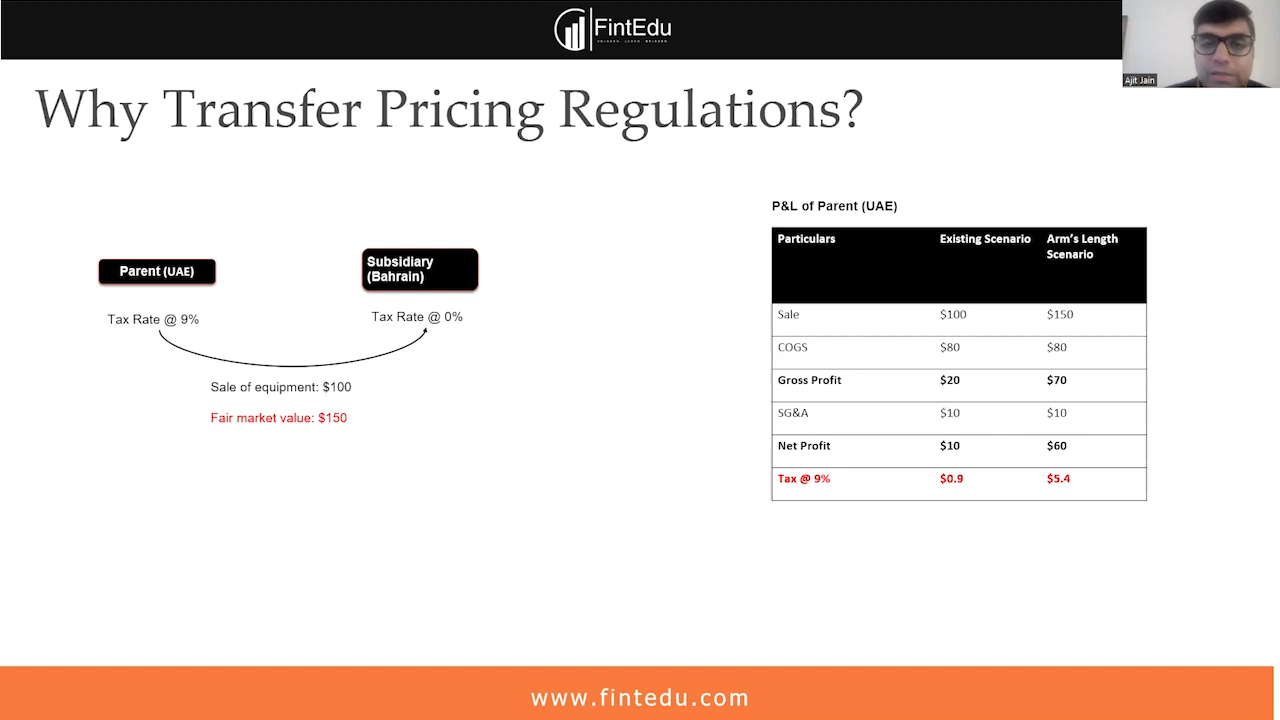 FintEdu
Ajit Jain
Why Transfer Pricing Regulations?
Parent (UAE)
Subsidiary
(Bahrain)
Tax Rate @ 9%
Tax Rate @ 0%
Sale of equipment: $100
Fair market value: $150
P&L of Parent (UAE)
Particulars Existing Scenario Arm's Length
Scenario
Sale $100 $150
COGS $80 $80
Gross Profit $20 $70
SG&A $10 $10
Net Profit $10 $60
Tax @ 9% $0.9 $5.4
www.fintedu.com